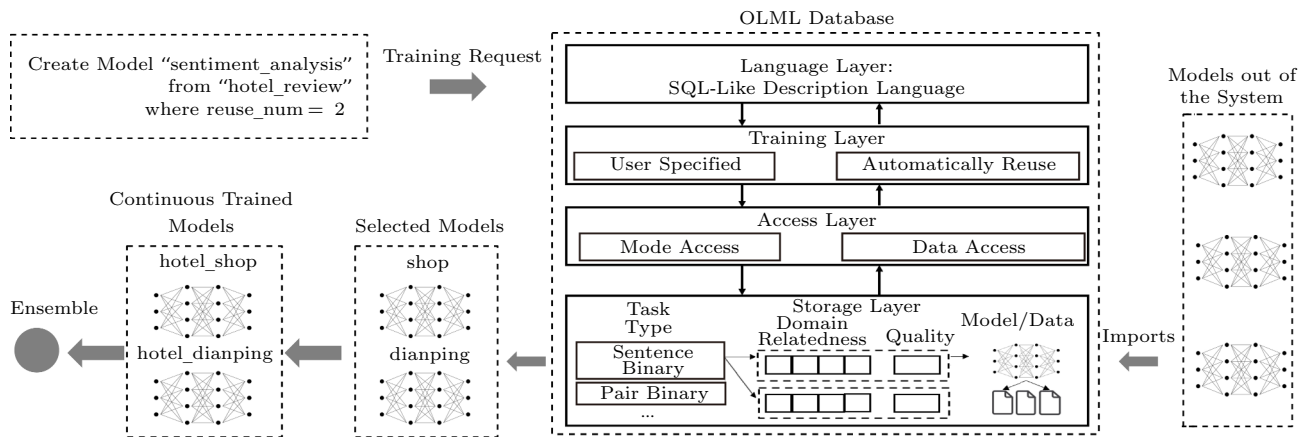 OLML Database
Create Model “sentiment_analysis”
from “hotel_review”
where reuse_num = 2
Training Request
Language Layer:
SQL-Like Description Language
Training Layer
User Specified
Automatically Reuse
Access Layer
Mode Access
Data Access
Storage Layer
Task
Type
Domain
Relatedness
Quality
Model/Data
Sentence
Binary
Pair Binary
...
Models out of
the System
Imports
Selected Models
shop
dianping
Continuous Trained
Models
hotel_shop
hotel_dianping
Ensemble